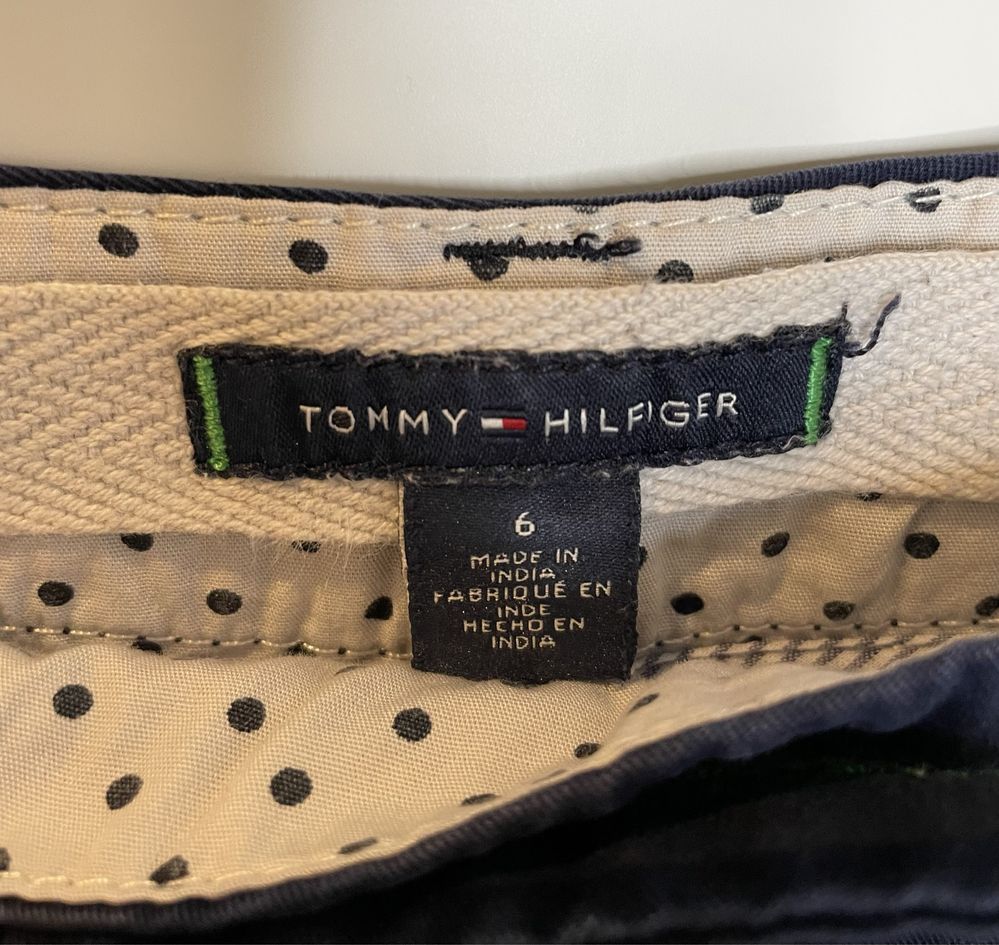 TOMMY HILFIGER
6
MADE IN
INDIA
FABRIQUÉ EN
INDE
HECHO EN
INDIA